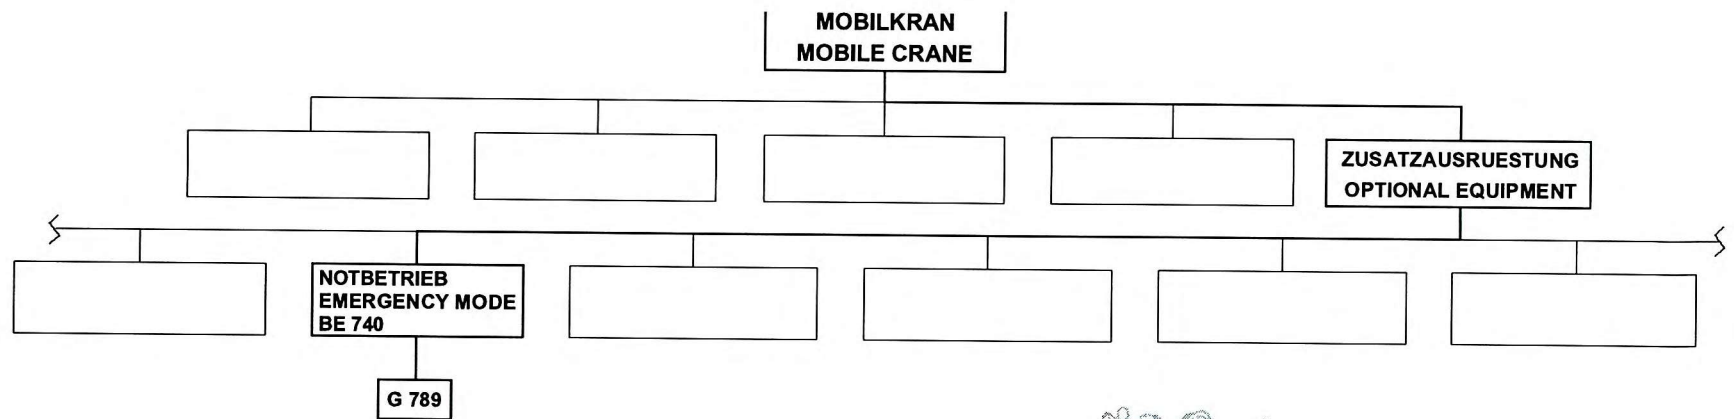 MOBILKRAN
MOBILE CRANE
ZUSATZAUSRUESTUNG
OPTIONAL EQUIPMENT
NOTBETRIEB
EMERGENCY MODE
BE 740
G 789